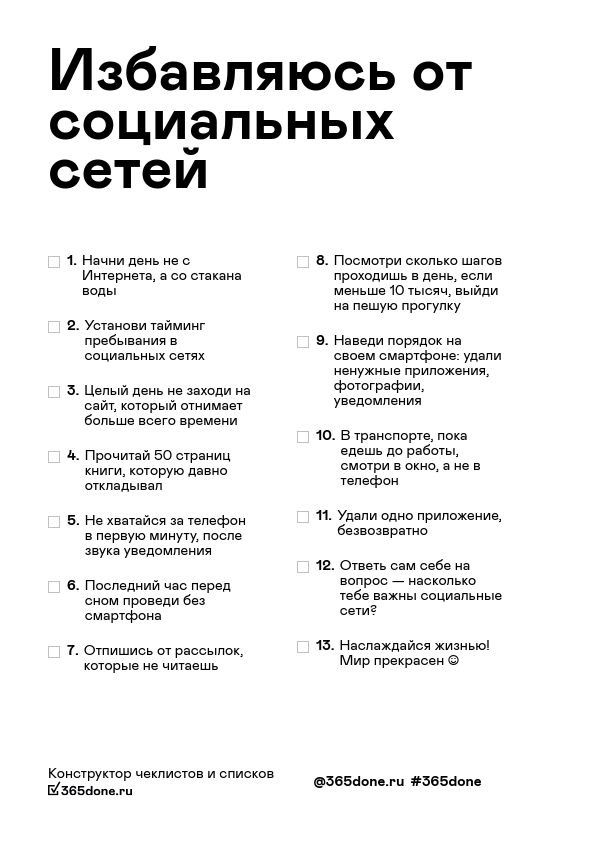 Избавляюсь от
социальных
сетей
1. Начни день не с
Интернета, а со стакана
воды
2. Установи тайминг
пребывания в
социальных сетях
3. Целый день не заходи на
сайт, который отнимает
больше всего времени
4. Прочитай 50 страниц
книги, которую давно
откладывал
5. Не хватайся за телефон
в первую минуту, после
звука уведомления
6. Последний час перед
сном проведи без
смартфона
7. Отпишись от рассылок,
которые не читаешь
8. Посмотри сколько шагов
проходишь в день, если
меньше 10 тысяч, выйди
на пешую прогулку
9. Наведи порядок на
своем смартфоне: удали
ненужные приложения,
фотографии,
уведомления
10. В транспорте, пока
едешь до работы,
смотри в окно, а не в
телефон
11. Удали одно приложение,
безвозвратно
12. Ответь сам себе на
вопрос — насколько
тебе важны социальные
сети?
13. Наслаждайся жизнью!
Мир прекрасен ☺
Конструктор чеклистов и списков
365done.ru
@365done.ru #365done